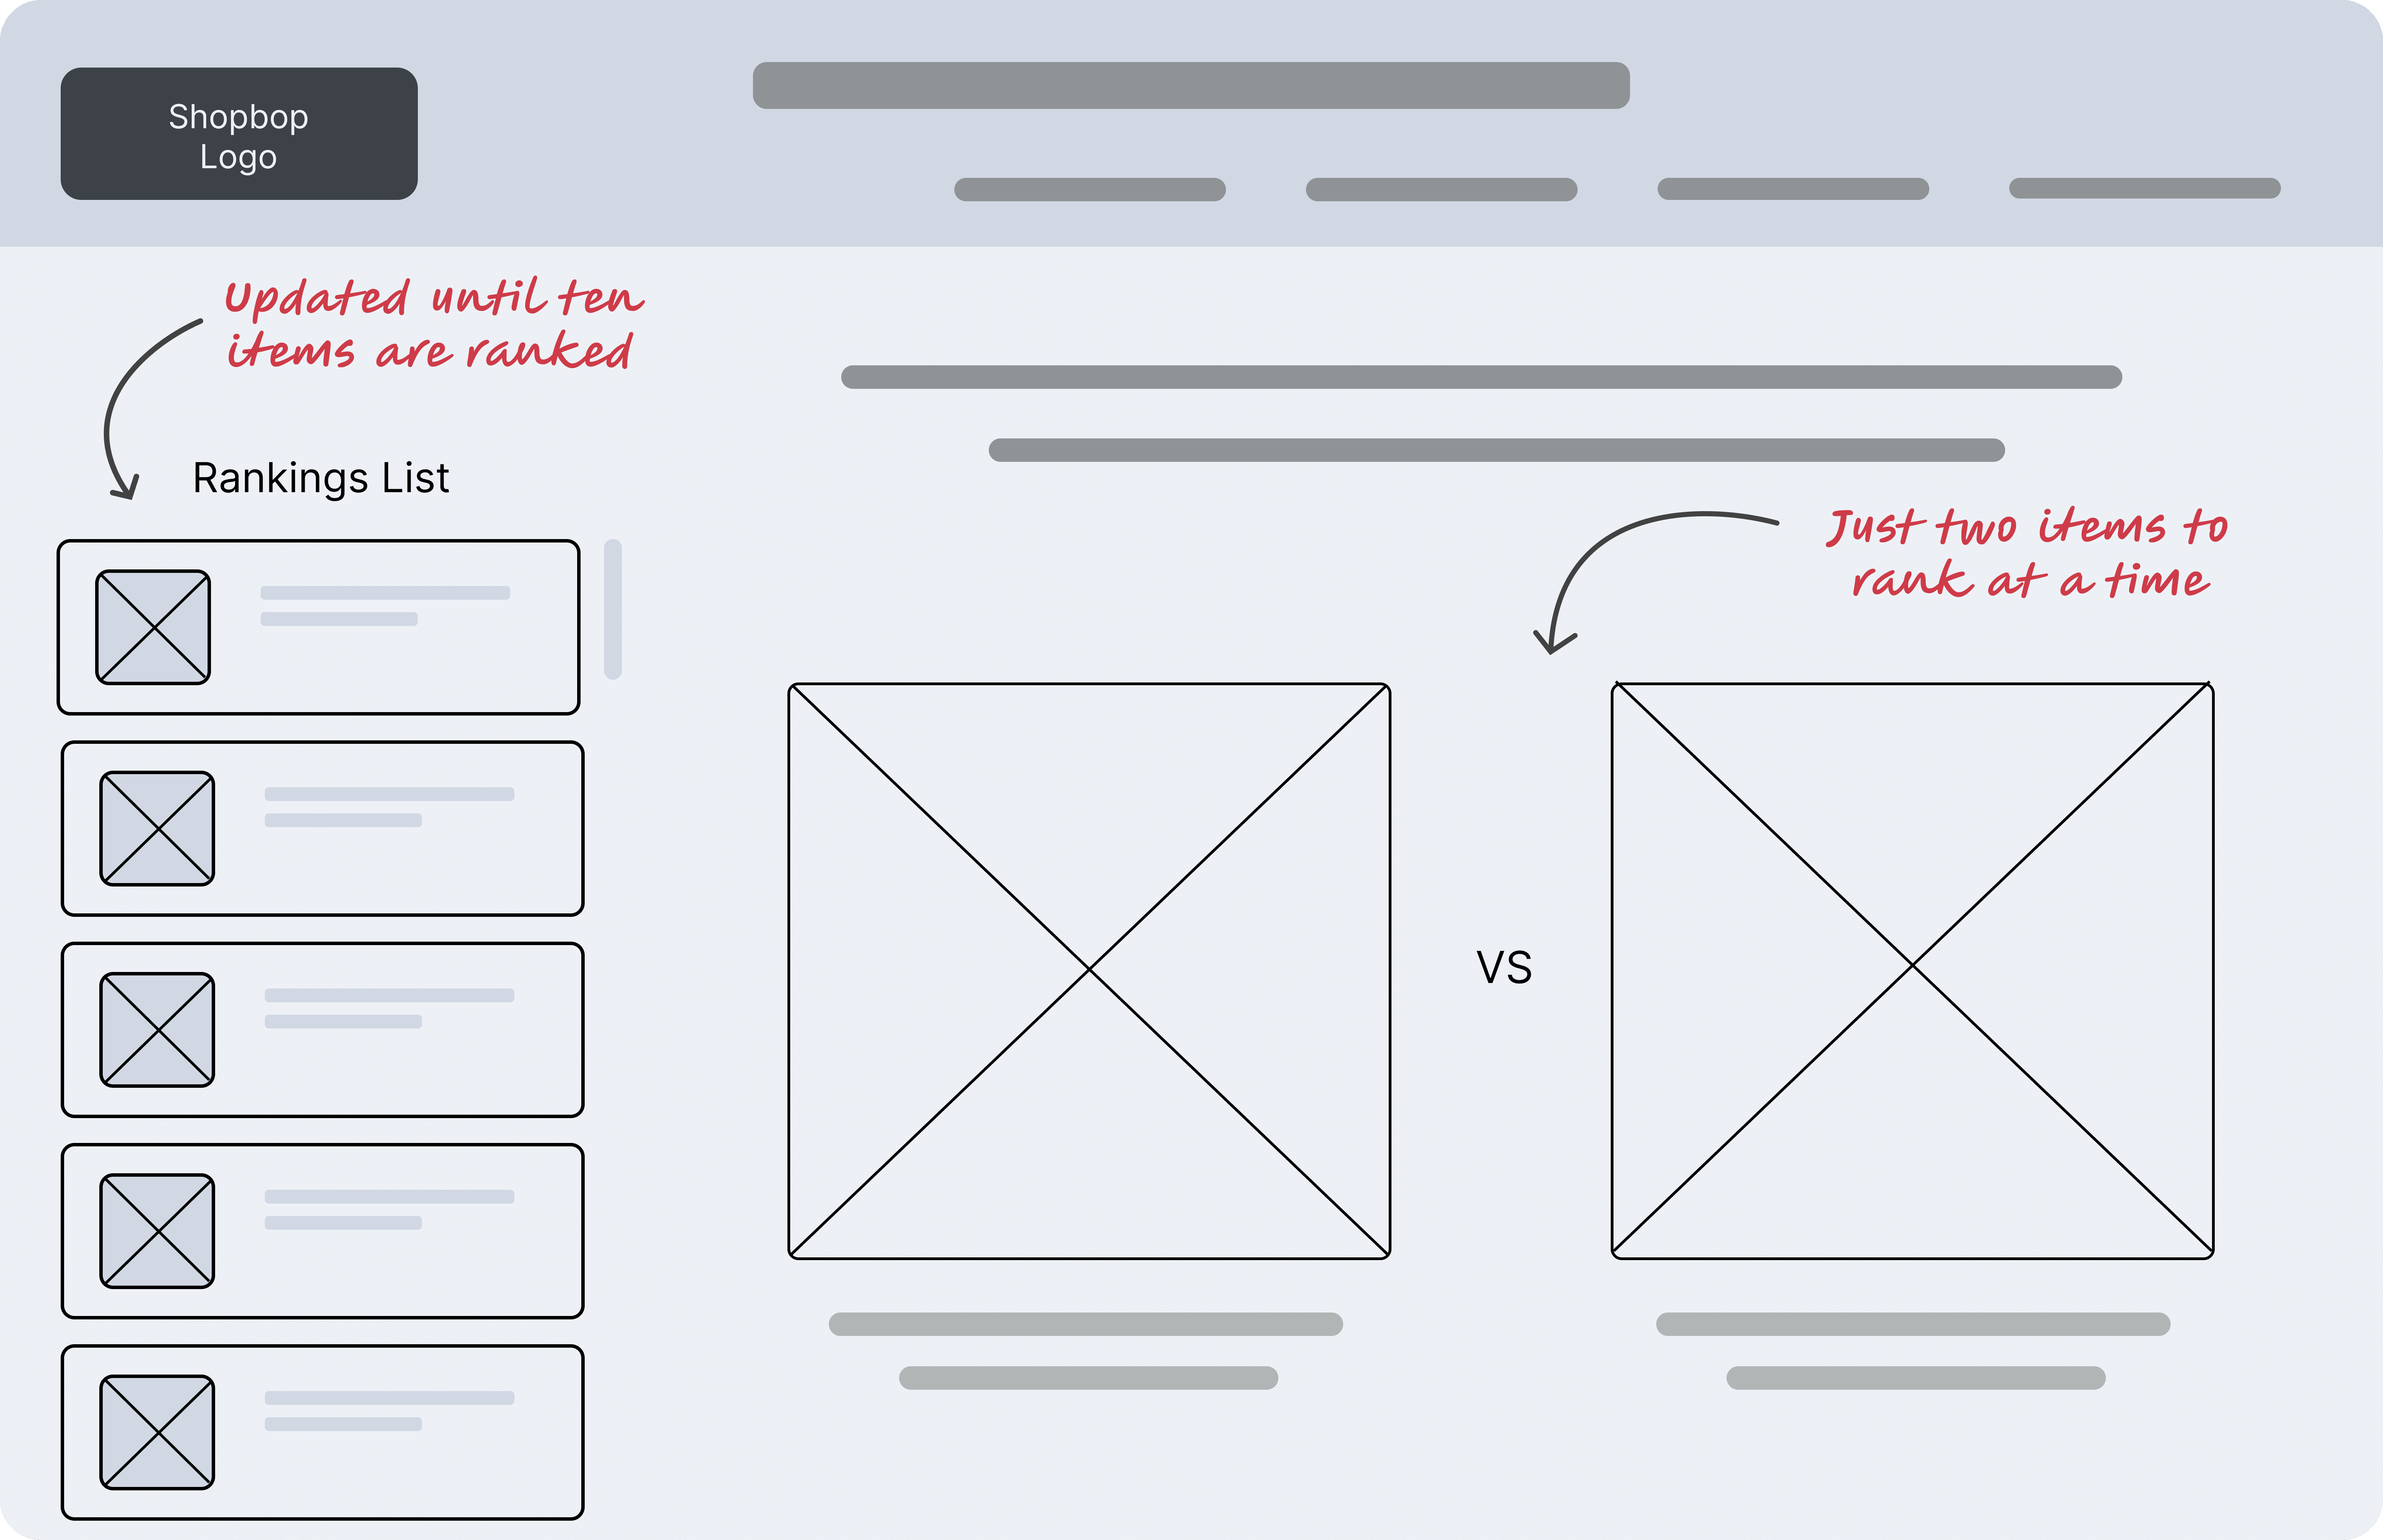 Shopbop
Logo
Updated until ten
items are ranked
Rankings List
Just two items to
rank at a time
VS